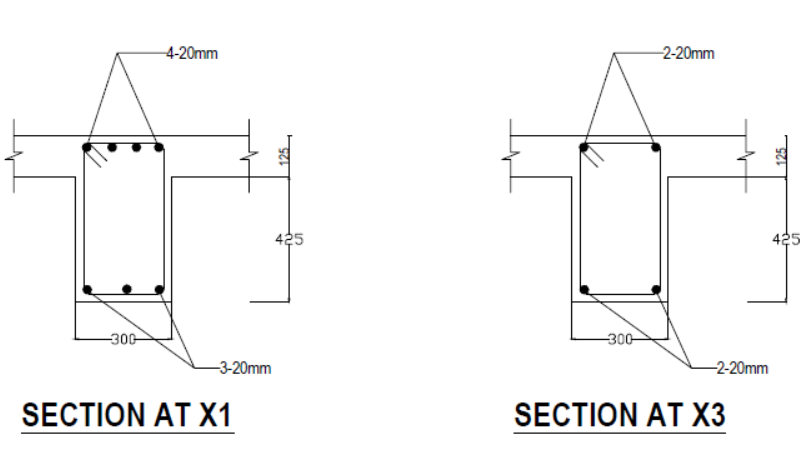 4-20mm
125
425
300
3-20mm
SECTION AT X1
2-20mm
125
425
300
2-20mm
SECTION AT X3